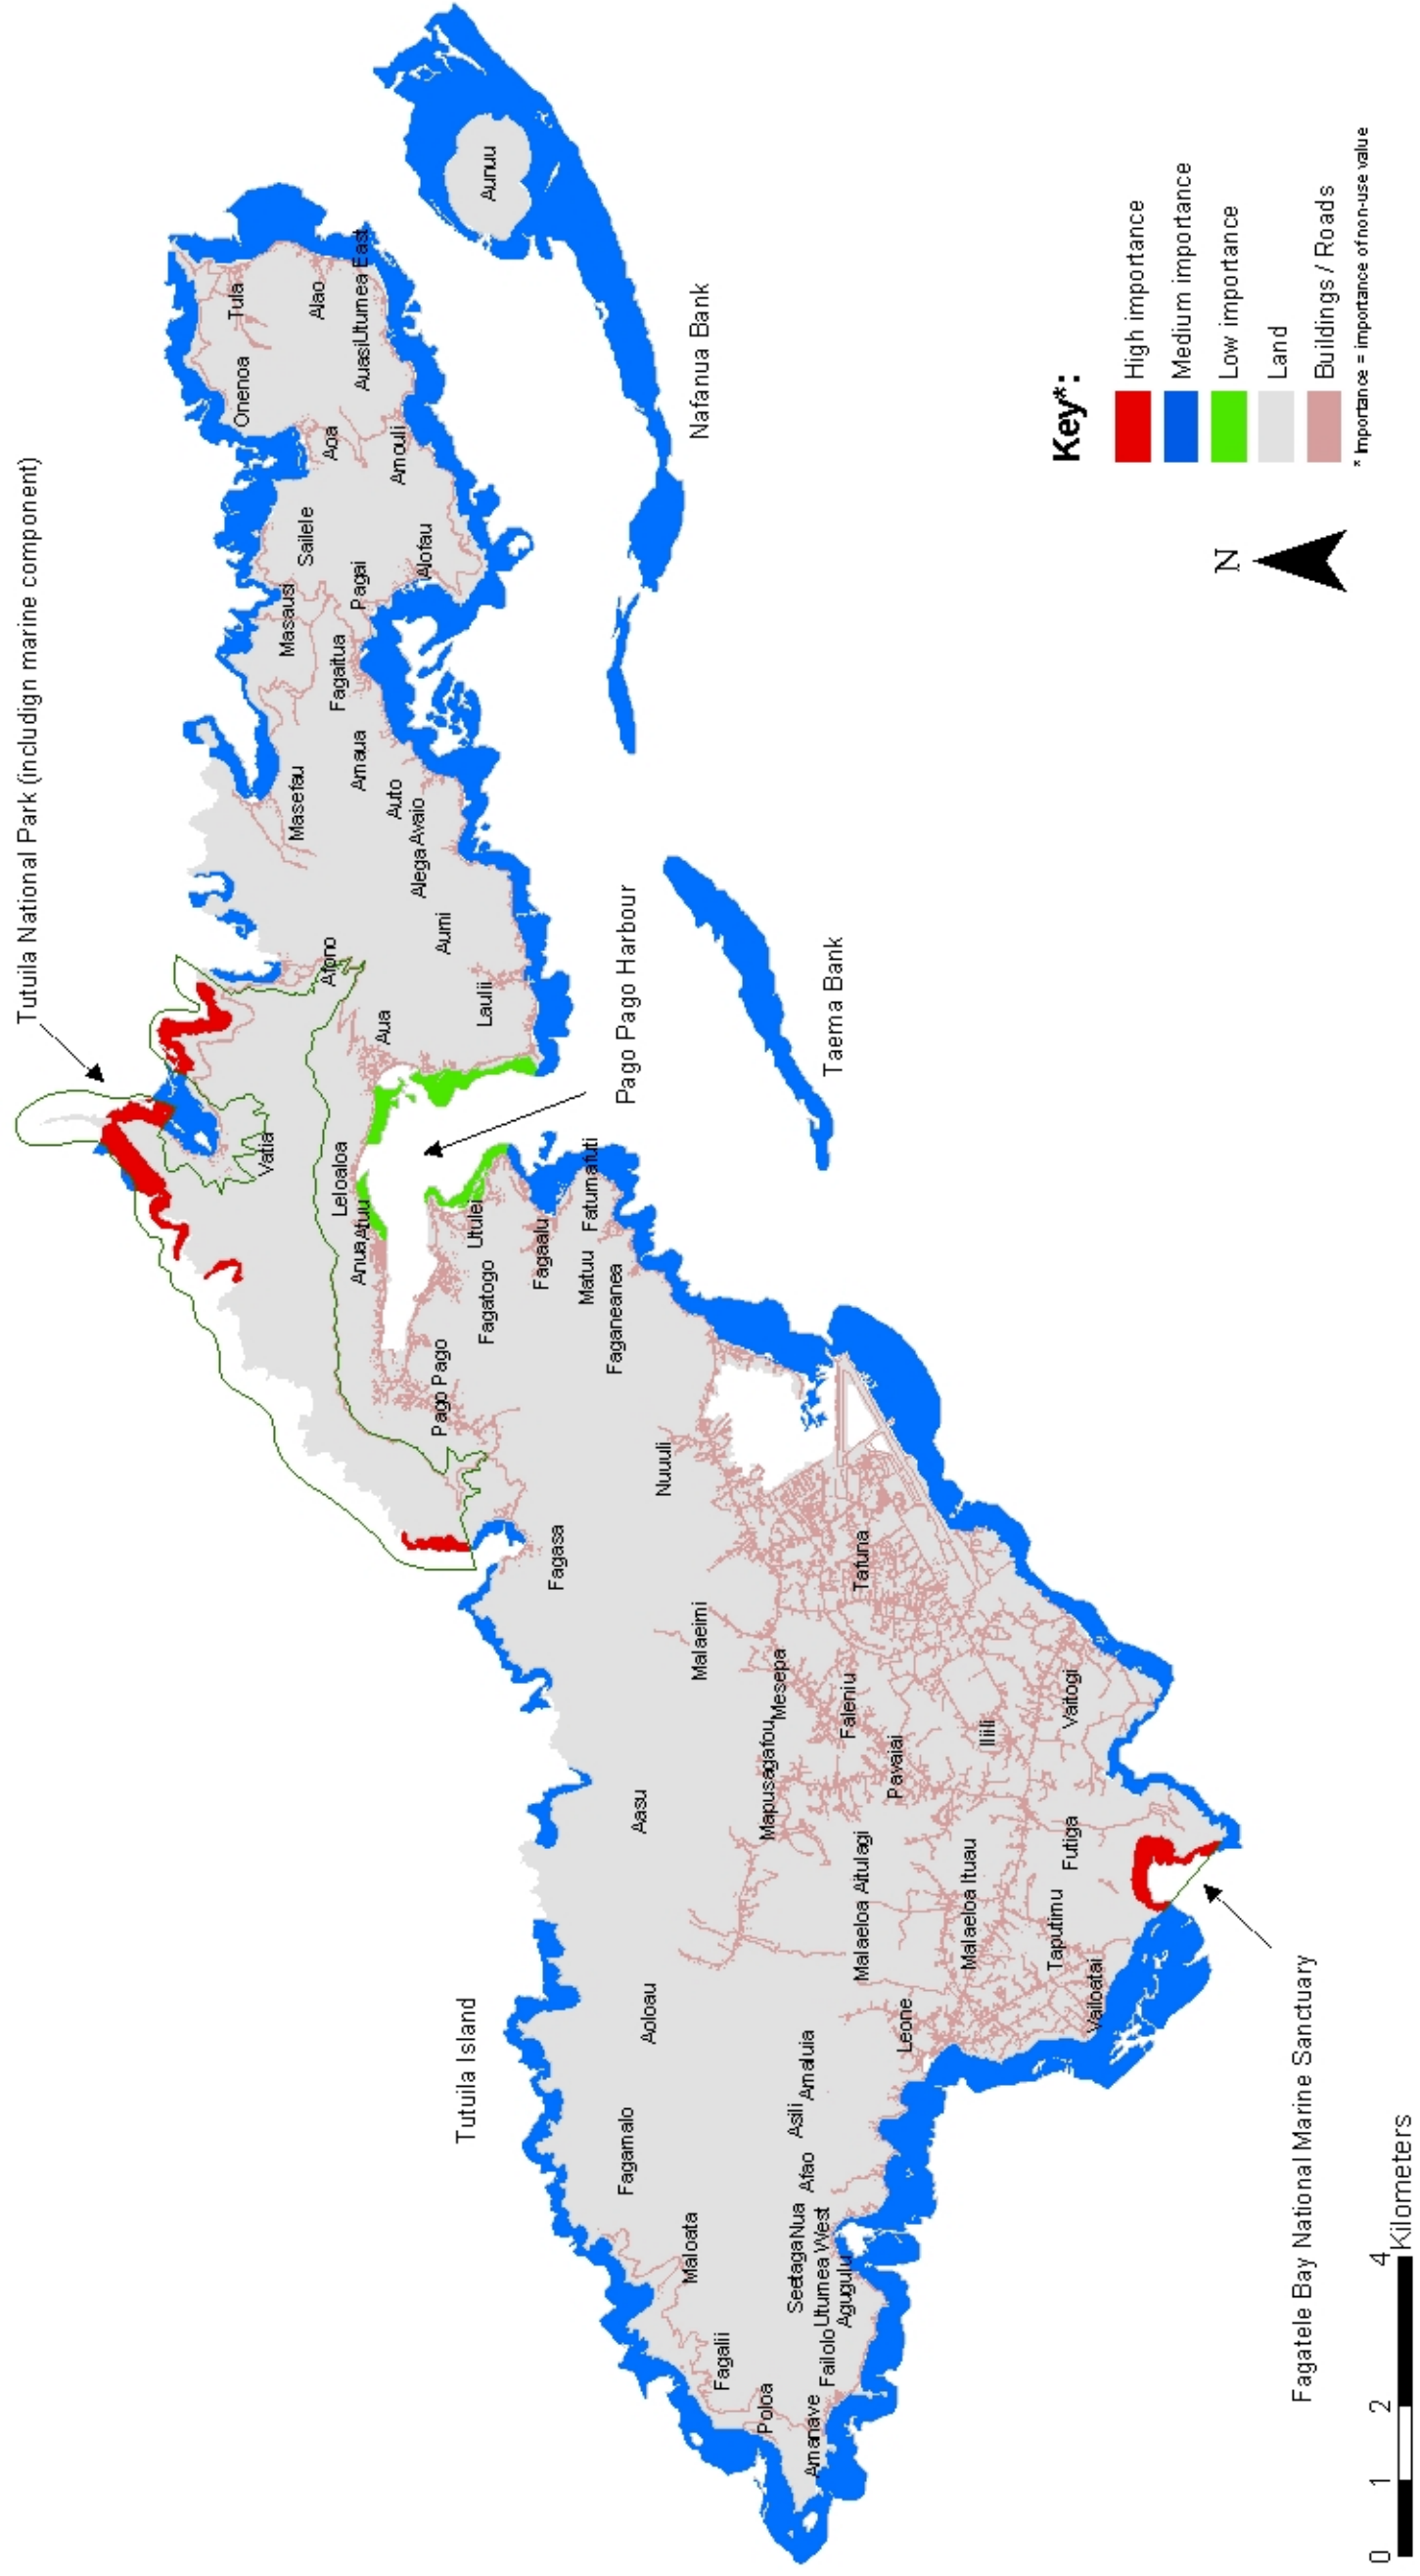 Tutuila National Park (includign marine component)
Tutuila Island
Vatia
Afono
Masefau
Masausi
Sailele
Aoa
Onenoa
Tula
Alao
Auasi
Utumea East
Aunuu
Amouli
Alofau
Pagai
Fagaitua
Amaua
Auto
Avaio
Alega
Aumi
Laulii
Aua
Leloaloa
Atuu
Anua
Pago Pago
Fagatogo
Utulei
Fagaalu
Fatumafuti
Matuu
Faganeanea
Pago Pago Harbour
Nafanua Bank
Taema Bank
Nuuuli
Fagasa
Tafuna
Malaeimi
Mesepa
Mapusagafou
Faleniu
Pavaiai
Iliili
Vaitogi
Aasu
Futiga
Malaeloa Aitulagi
Malaeloa Ituau
Taputimu
Vailoatai
Aoloau
Leone
Amaluia
Asili
Afao
Nua
Seetaga
Utumea West
Agugulu
Failolo
Fagamalo
Maloata
Fagalii
Poloa
Amanave
Fagatele Bay National Marine Sanctuary
0 1 2 4
Kilometers
N
Key*:
High importance
Medium importance
Low importance
Land
Buildings / Roads
* Importance = importance of non-use value